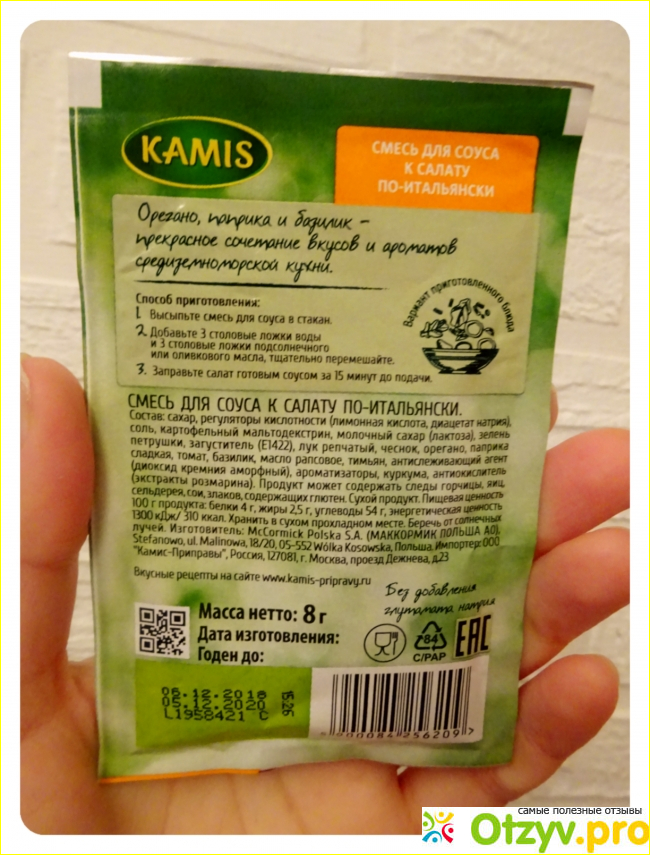 KAMIS
СМЕСЬ ДЛЯ СОУСА
К САЛАТУ
ПО-ИТАЛЬЯНСКИ
Орегано, паприка и базилик –
прекрасное сочетание вкусов и ароматов
средиземноморской кухни.
Способ приготовления:
1. Высыпьте смесь для соуса в стакан.
2. Добавьте 3 столовые ложки воды
и 3 столовые ложки подсолнечного
или оливкового масла, тщательно перемешайте.
3. Заправьте салат готовым соусом за 15 минут до подачи.
Вариант приготовленного блюда
СМЕСЬ ДЛЯ СОУСА К САЛАТУ ПО-ИТАЛЬЯНСКИ.
Состав: сахар, регуляторы кислотности (лимонная кислота, диацетат натрия),
соль, картофельный мальтодекстрин, молочный сахар (лактоза), зелень
петрушки, загуститель (Е1422), лук репчатый, чеснок, орегано, паприка
сладкая, томат, базилик, масло рапсовое, тимьян, антислеживающий агент
(диоксид кремния аморфный), ароматизаторы, куркума, антиокислитель
(экстракты розмарина). Продукт может содержать следы горчицы, яиц,
сельдерея, сои, злаков, содержащих глютен. Сухой продукт. Пищевая ценность
100 г продукта: белки 4 г, жиры 2,5 г, углеводы 54 г, энергетическая ценность
1300 кДж/ 310 ккал. Хранить в сухом прохладном месте. Беречь от солнечных
лучей. Изготовитель: McCormick Polska S.A. (МАККОРМИК ПОЛЬША АО),
Stefanowo, ul. Malinowa, 18/20, 05-552 Wólka Kosowska, Польша. Импортер: ООО
"Камис-Приправы", Россия, 127081, г. Москва, проезд Дежнева, д.23
Вкусные рецепты на сайте www.kamis-pripravy.ru
Без добавления
глутамата натрия
Масса нетто: 8 г
Дата изготовления:
Годен до:
84
C/PAP
EAC
06.12.2018
05.12.2020
L1958421 C
15:26
4 000084 256209 >
самые полезные отзывы
Otzyv.pro